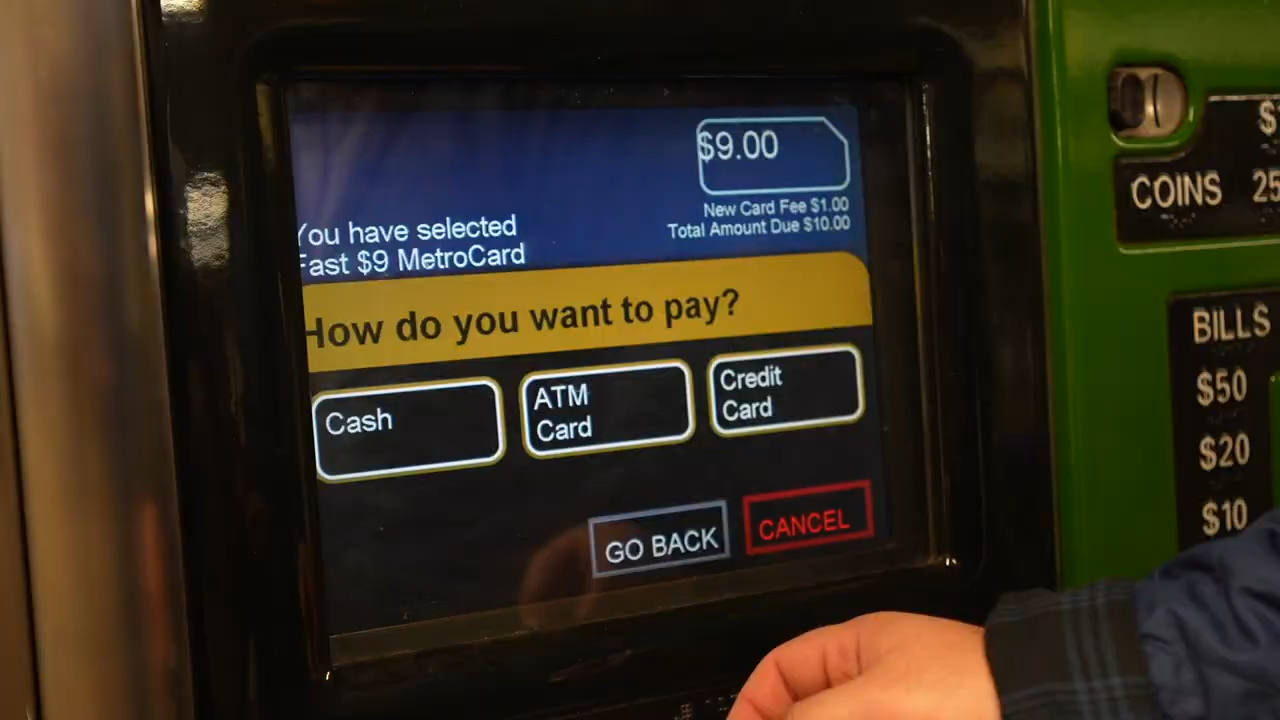 $9.00
New Card Fee $1.00
Total Amount Due $10.00
You have selected
Fast $9 MetroCard
How do you want to pay?
Cash
ATM
Card
Credit
Card
GO BACK
CANCEL
COINS
BILLS
$50
$20
$10